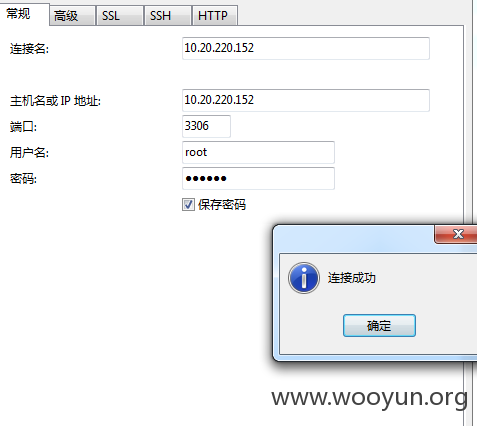 常规 高级 SSL SSH HTTP
连接名: 10.20.220.152
主机名或 IP 地址: 10.20.220.152
端口: 3306
用户名: root
密码: ●●●●●●
保存密码
连接成功
确定
www.wooyun.org